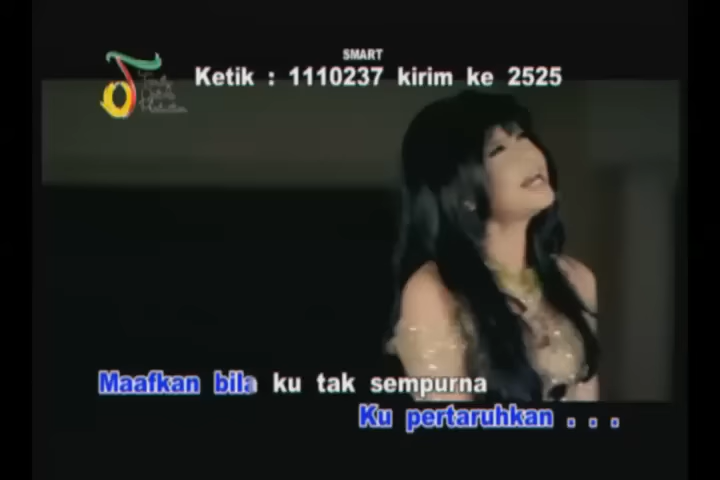 SMART
Ketik : 1110237 kirim ke 2525
Maafkan bila ku tak sempurna
Ku pertaruhkan . . .